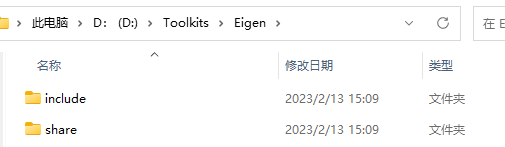 此电脑 > D: (D:) > Toolkits > Eigen > 在 E
名称 修改日期 类型
include 2023/2/13 15:09 文件夹
share 2023/2/13 15:09 文件夹